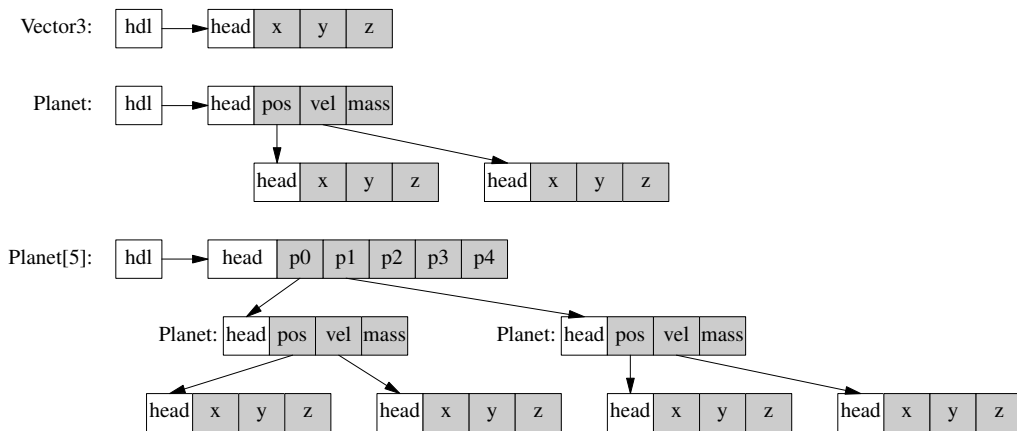 Vector3: hdl head x y z
Planet: hdl head pos vel mass
head x y z head x y z
Planet[5]: hdl head p0 p1 p2 p3 p4
Planet: head pos vel mass Planet: head pos vel mass
head x y z head x y z head x y z head x y z